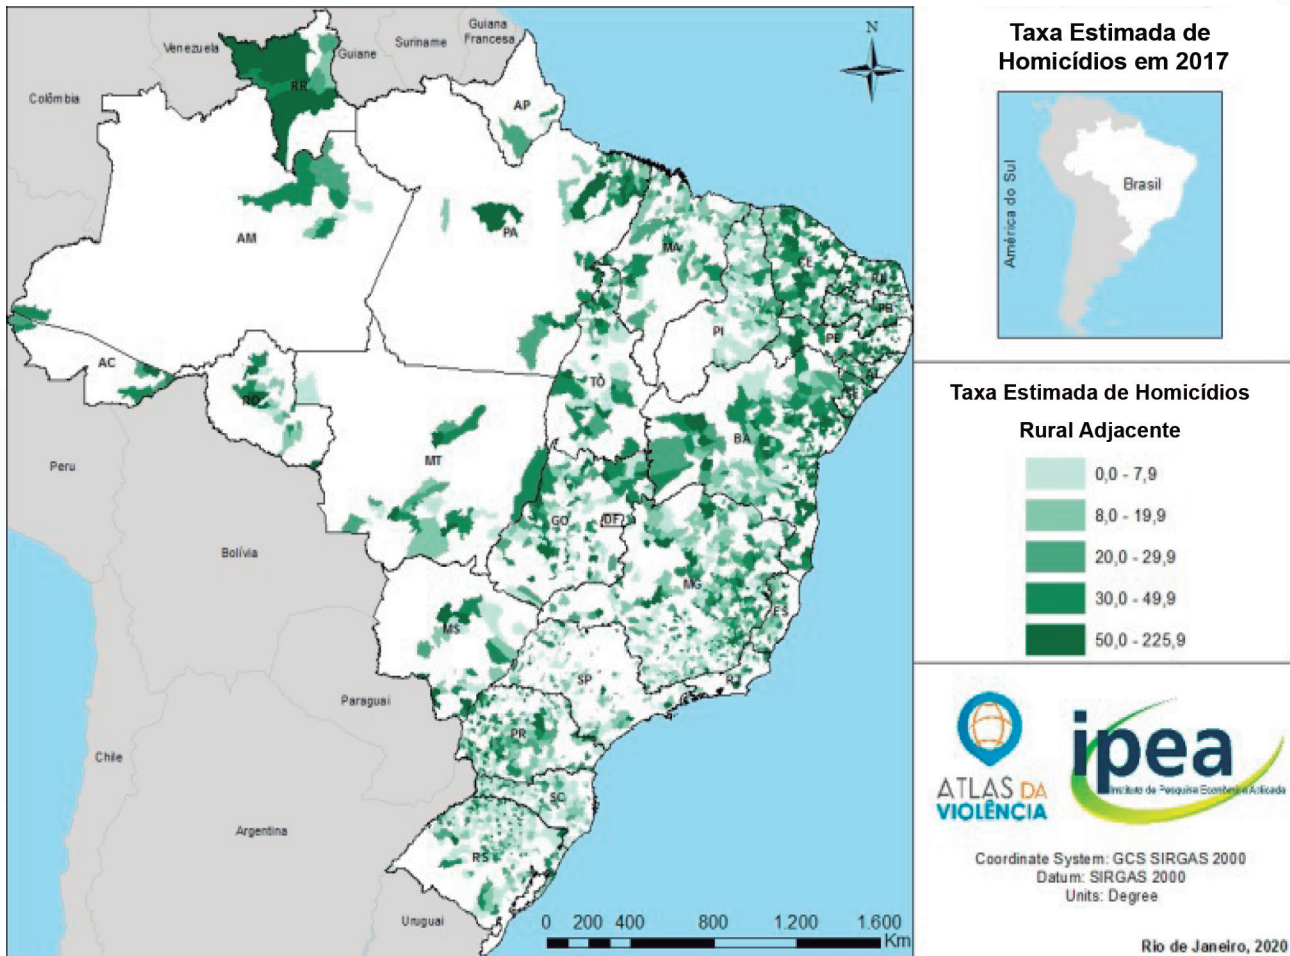 Venezuela
Guiana
Francesa
Suriname
Guiane
Colômbia
RR
AP
AM
PA
MA
CE
RN
PB
PI
PE
AC
TO
AL
SE
RO
BA
MT
Peru
GO
DF
Bolívia
MG
ES
MS
SP
RJ
Paraguai
PR
Chile
SC
Argentina
RS
Uruguai
N
0 200 400 800 1.200 1.600
Km
Taxa Estimada de
Homicídios em 2017
América do Sul
Brasil
Taxa Estimada de Homicídios
Rural Adjacente
0,0 - 7,9
8,0 - 19,9
20,0 - 29,9
30,0 - 49,9
50,0 - 225,9
ATLAS DA
VIOLÊNCIA
ipea
Instituto de Pesquisa Econômica Aplicada
Coordinate System: GCS SIRGAS 2000
Datum: SIRGAS 2000
Units: Degree
Rio de Janeiro, 2020